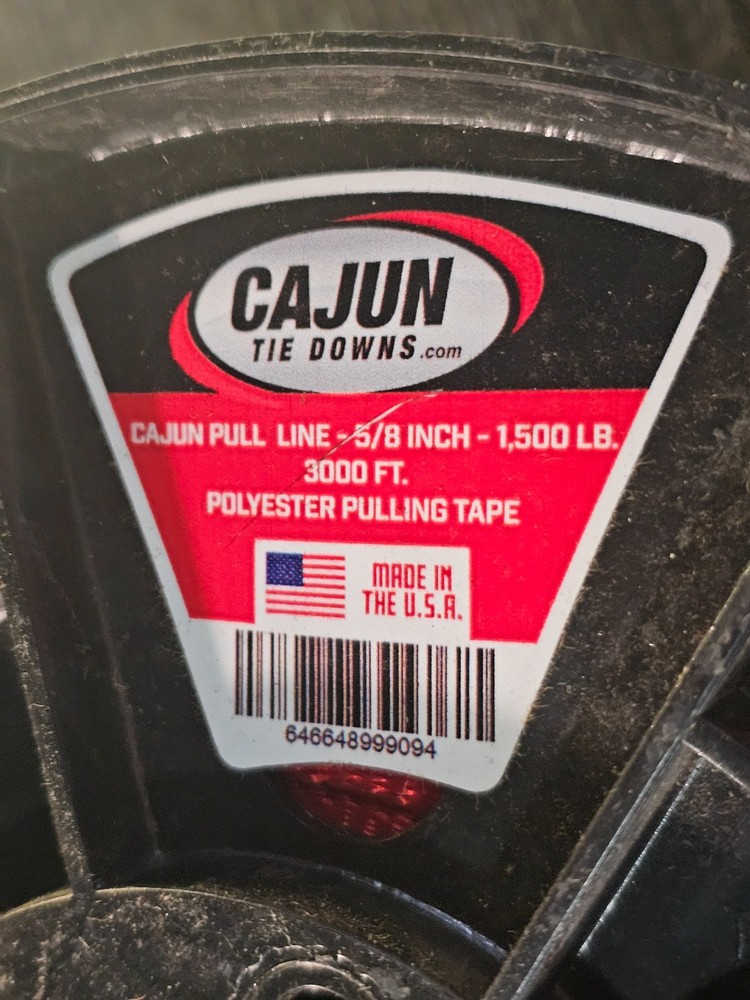 CAJUN
TIE DOWNS.com
CAJUN PULL LINE - 5/8 INCH - 1,500 LB.
3000 FT.
POLYESTER PULLING TAPE
MADE IN
THE U.S.A.
646648999094